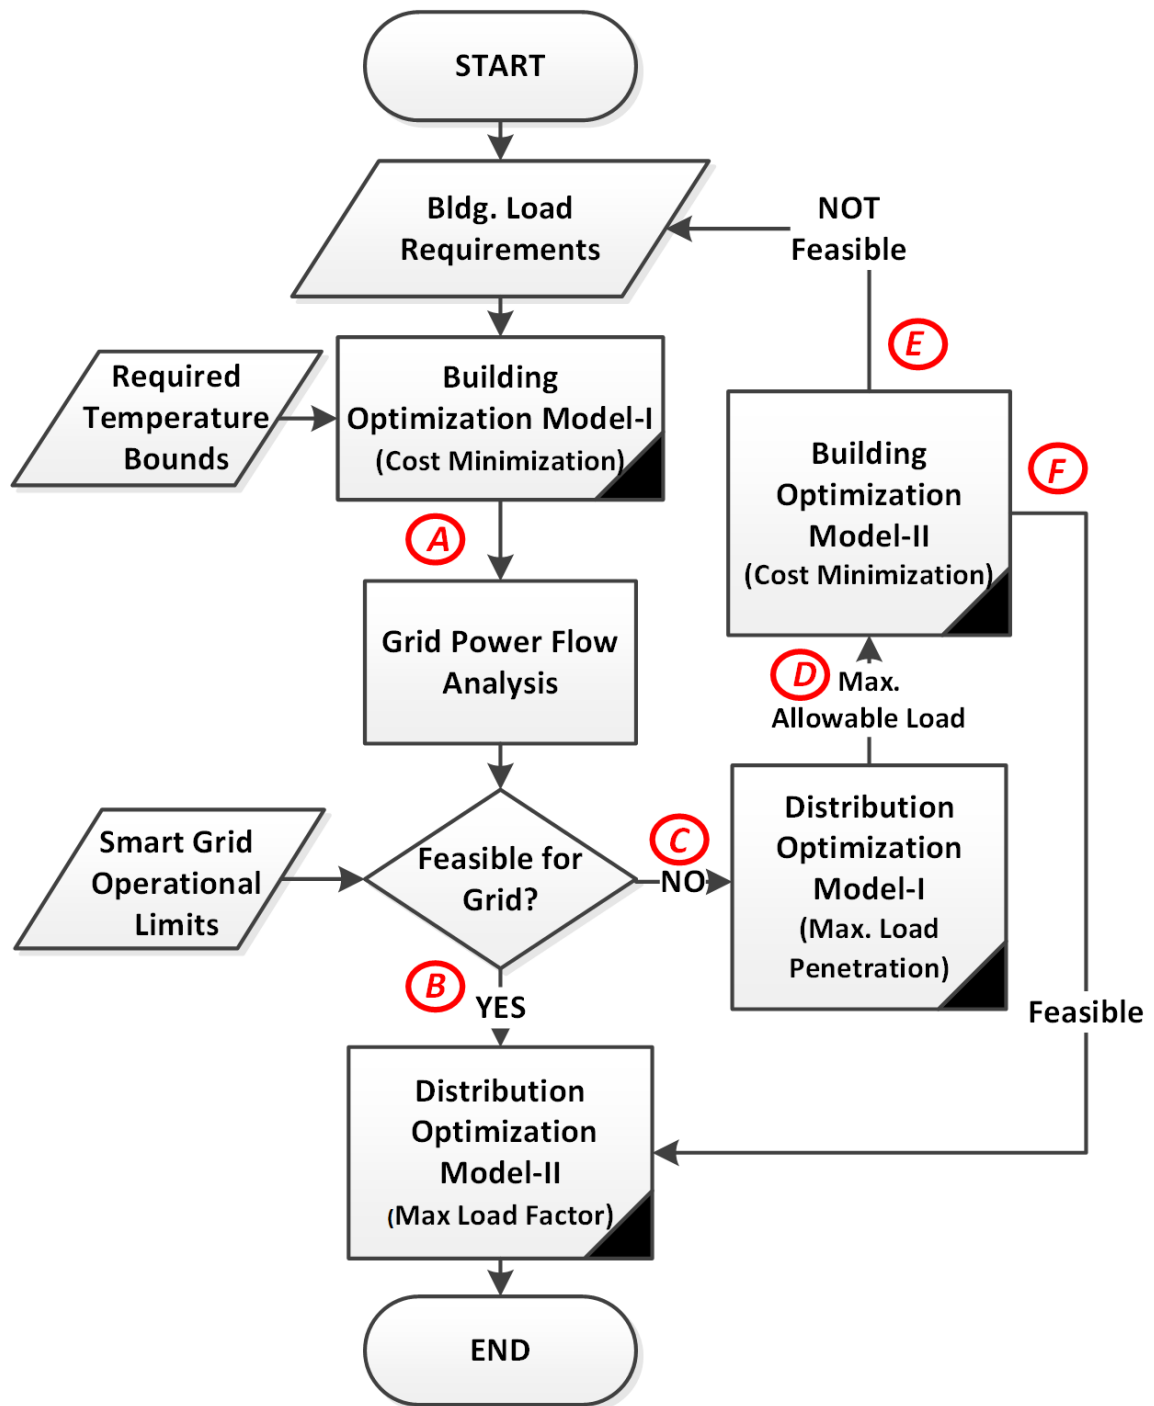 START
Bldg. Load
Requirements
NOT
Feasible
Required
Temperature
Bounds
Building
Optimization Model-I
(Cost Minimization)
E
Building
Optimization
Model-II
(Cost Minimization)
F
A
Grid Power Flow
Analysis
D
Max.
Allowable Load
Smart Grid
Operational
Limits
Feasible for
Grid?
C
NO
Distribution
Optimization
Model-I
(Max. Load
Penetration)
B
YES
Feasible
Distribution
Optimization
Model-II
(Max Load Factor)
END